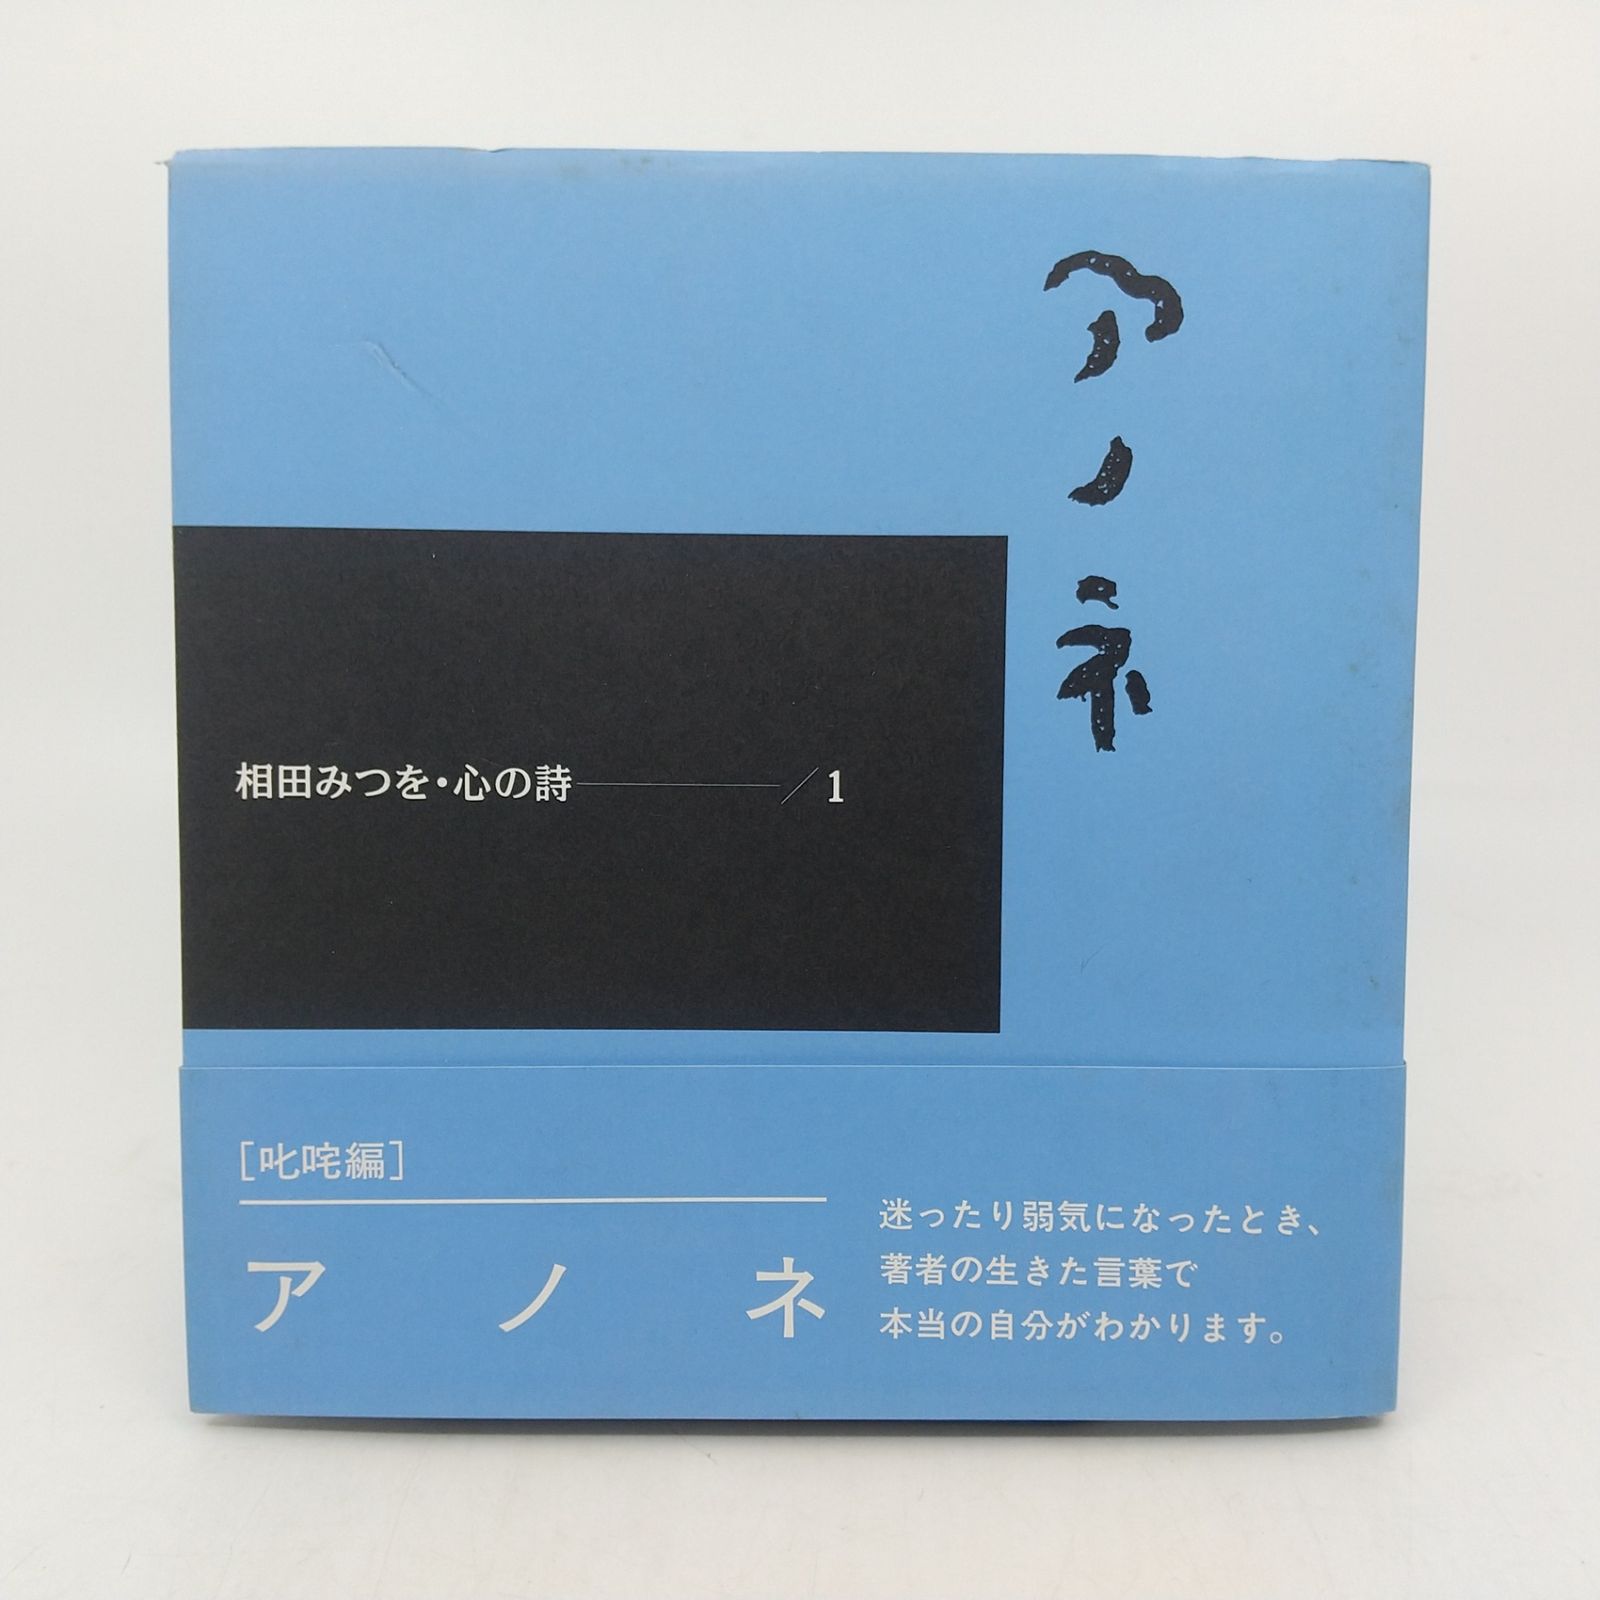 アノネ
相田みつを・心の詩――/1
[叱咤編]
アノネ
迷ったり弱気になったとき、
著者の生きた言葉で
本当の自分がわかります。